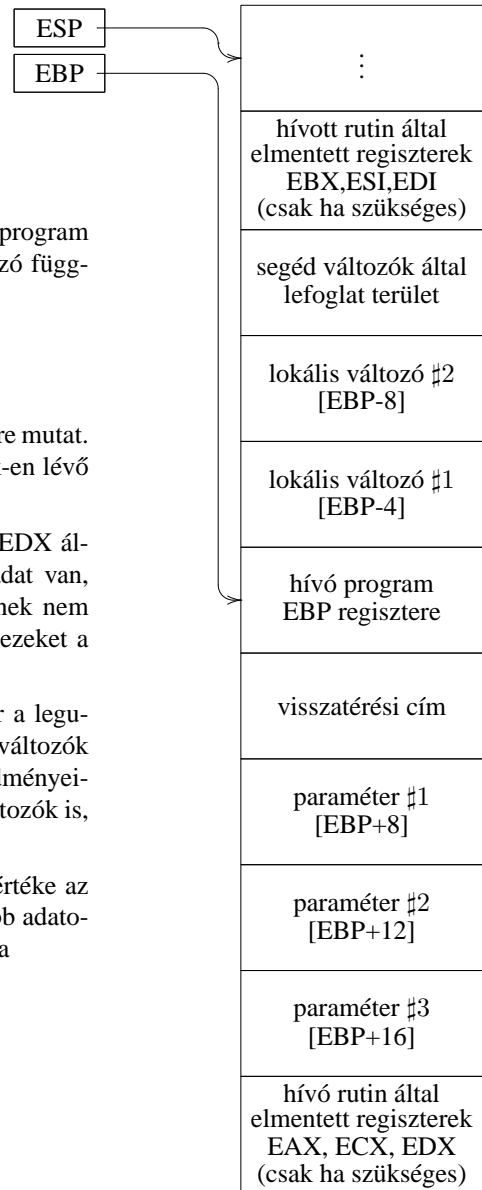 ESP
EBP
⋮
hívott rutin által
elmentett regiszterek
EBX,ESI,EDI
(csak ha szükséges)
program
zó függ-
segéd változók által
lefoglat terület
lokális változó ♯2
[EBP-8]
re mutat.
-en lévő
lokális változó ♯1
[EBP-4]
EDX ál-
adat van,
nek nem
ezeket a
hívó program
EBP regisztere
r a legu-
változók
dményei-
tozók is,
visszatérési cím
értéke az
bb adato-
a
paraméter ♯1
[EBP+8]
paraméter ♯2
[EBP+12]
paraméter ♯3
[EBP+16]
hívó rutin által
elmentett regiszterek
EAX, ECX, EDX
(csak ha szükséges)